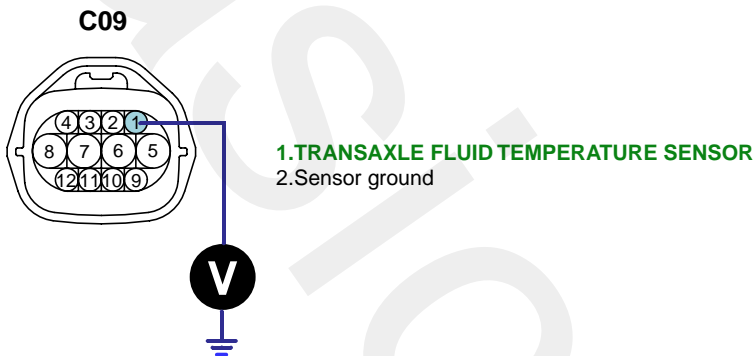 C09
4 3 2 1
8 7 6 5
12 11 10 9
1.TRANSAXLE FLUID TEMPERATURE SENSOR
2.Sensor ground
V